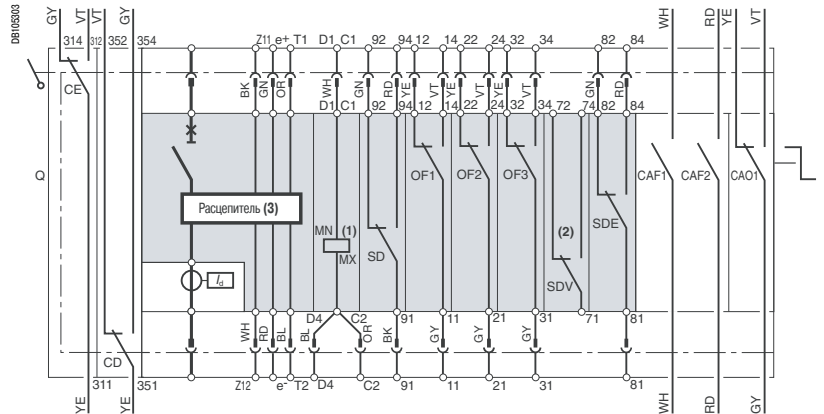 DB105303
GY VT VT GY WH RD YE VT
314 312 352 354 Z11 e+ T1 D1 C1 92 94 12 14 22 24 32 34 82 84
CE BK GN OR WH GN RD YE VT YE VT YE VT GN RD
D1 C1 92 94 12 14 22 24 32 34 72 74 82 84
Q OF1 OF2 OF3 CAF1 CAF2 CAO1
Расцепитель (3) SDE
MN (1) (2)
MX SD
Id SDV
D4 C2 91 11 21 31 71 81
WH RD BL BL OR BK GY GY GY
CD
311 351 Z12 e- T2 D4 C2 91 11 21 31 81
YE YE WH RD GY